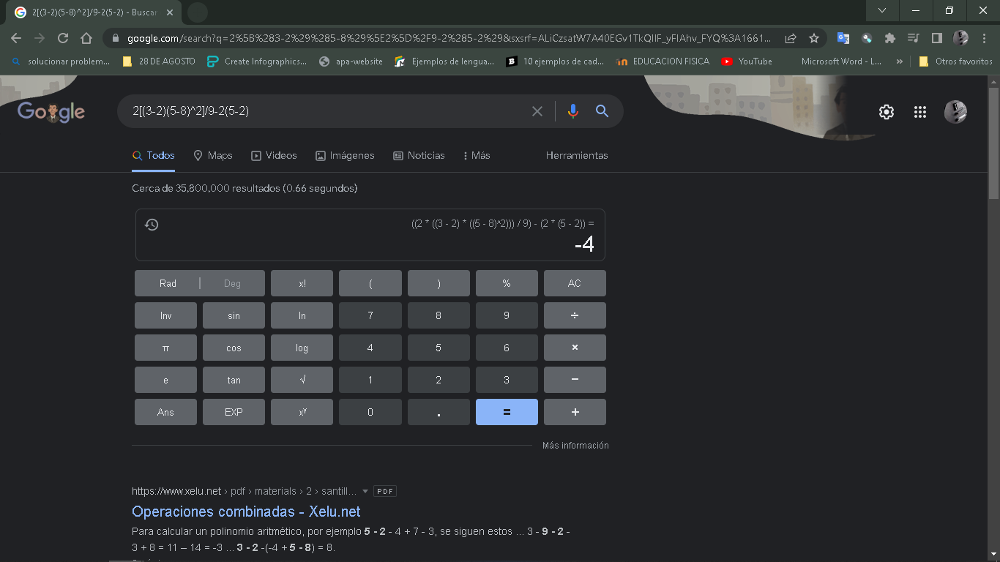 2[(3-2)(5-8)^2]/9-2(5-2) - Buscar
google.com/search?q=2%5B%283-2%29%285-8%29%5E2%5D%2F9-2%285-2%29&sxsrf=ALiCzsatW7A40EGv1TkQIIF_yFIAhv_FYQ%3A1661...
solucionar problem... 28 DE AGOSTO Create Infographics... apa-website Ejemplos de lengua... 10 ejemplos de cad... EDUCACION FISICA YouTube Microsoft Word - L... » Otros favoritos
Google 2[(3-2)(5-8)^2]/9-2(5-2)
Todos Maps Videos Imágenes Noticias Más Herramientas
Cerca de 35,800,000 resultados (0.66 segundos)
((2 * ((3 - 2) * ((5 - 8)^2))) / 9) - (2 * (5 - 2)) =
-4
Rad | Deg x! ( ) % AC
Inv sin ln 7 8 9 ÷
π cos log 4 5 6 ×
e tan √ 1 2 3 −
Ans EXP xʸ 0 . = +
Más información
https://www.xelu.net › pdf › materials › 2 › santill... PDF
Operaciones combinadas - Xelu.net
Para calcular un polinomio aritmético, por ejemplo 5 - 2 - 4 + 7 - 3, se siguen estos ... 3 - 9 - 2 -
3 + 8 = 11 – 14 = -3 ... 3 - 2 -(-4 + 5 - 8) = 8.